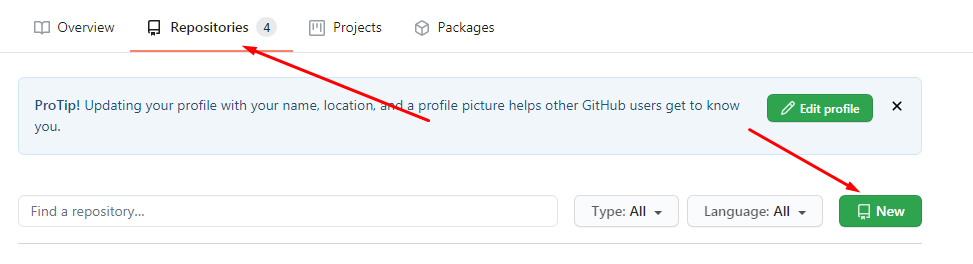 Overview Repositories 4 Projects Packages
ProTip! Updating your profile with your name, location, and a profile picture helps other GitHub users get to know
you.
Edit profile
Find a repository... Type: All Language: All New